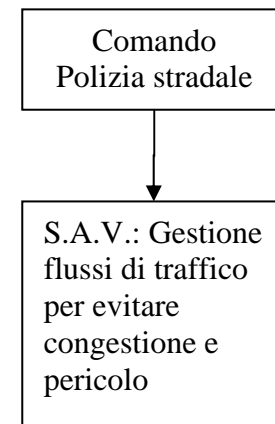 Comando
Polizia stradale
S.A.V.: Gestione
flussi di traffico
per evitare
congestione e
pericolo